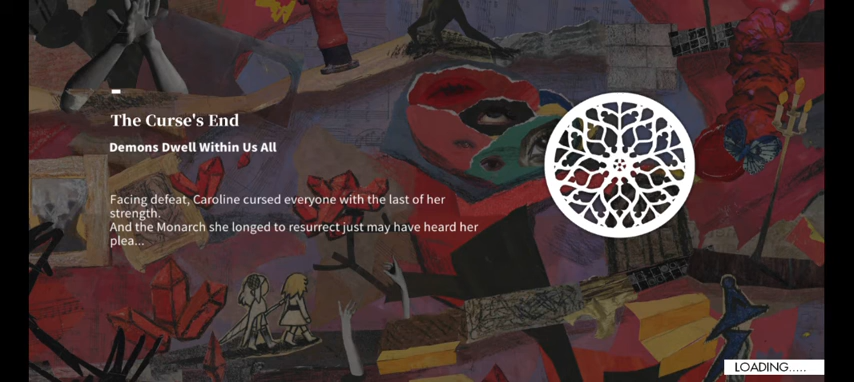 The Curse's End
Demons Dwell Within Us All
Facing defeat, Caroline cursed everyone with the last of her
strength.
And the Monarch she longed to resurrect just may have heard her
plea...
LOADING.....